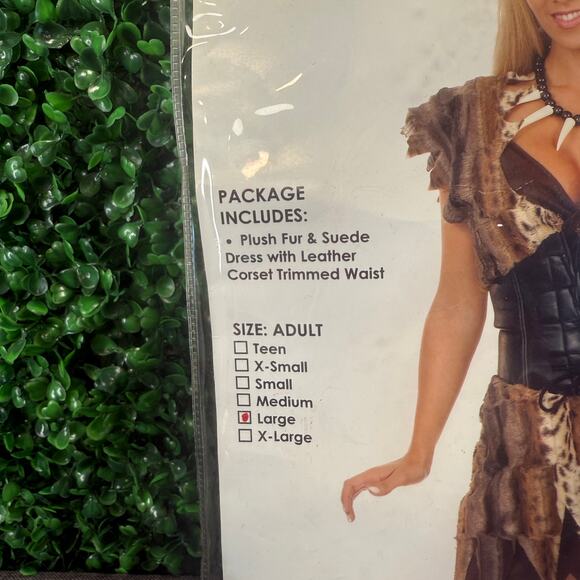 PACKAGE
INCLUDES:
• Plush Fur & Suede
Dress with Leather
Corset Trimmed Waist
SIZE: ADULT
Teen
X-Small
Small
Medium
Large
X-Large